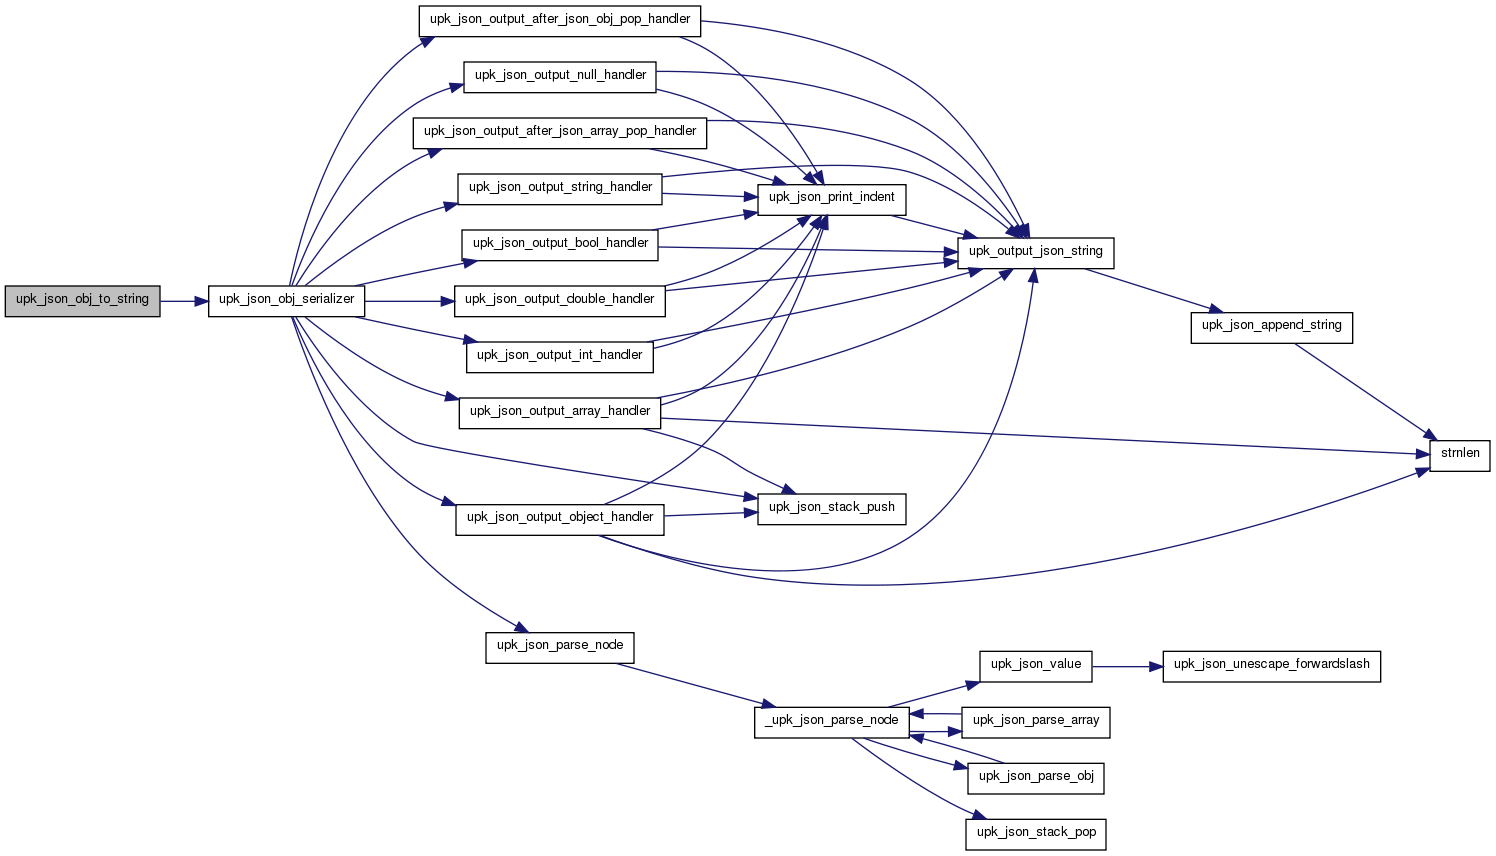 upk_json_output_after_json_obj_pop_handler
upk_json_output_null_handler
upk_json_output_after_json_array_pop_handler
upk_json_output_string_handler
upk_json_print_indent
upk_json_output_bool_handler
upk_output_json_string
upk_json_obj_to_string
upk_json_obj_serializer
upk_json_output_double_handler
upk_json_append_string
upk_json_output_int_handler
upk_json_output_array_handler
strnlen
upk_json_stack_push
upk_json_output_object_handler
upk_json_parse_node
upk_json_value
upk_json_unescape_forwardslash
_upk_json_parse_node
upk_json_parse_array
upk_json_parse_obj
upk_json_stack_pop